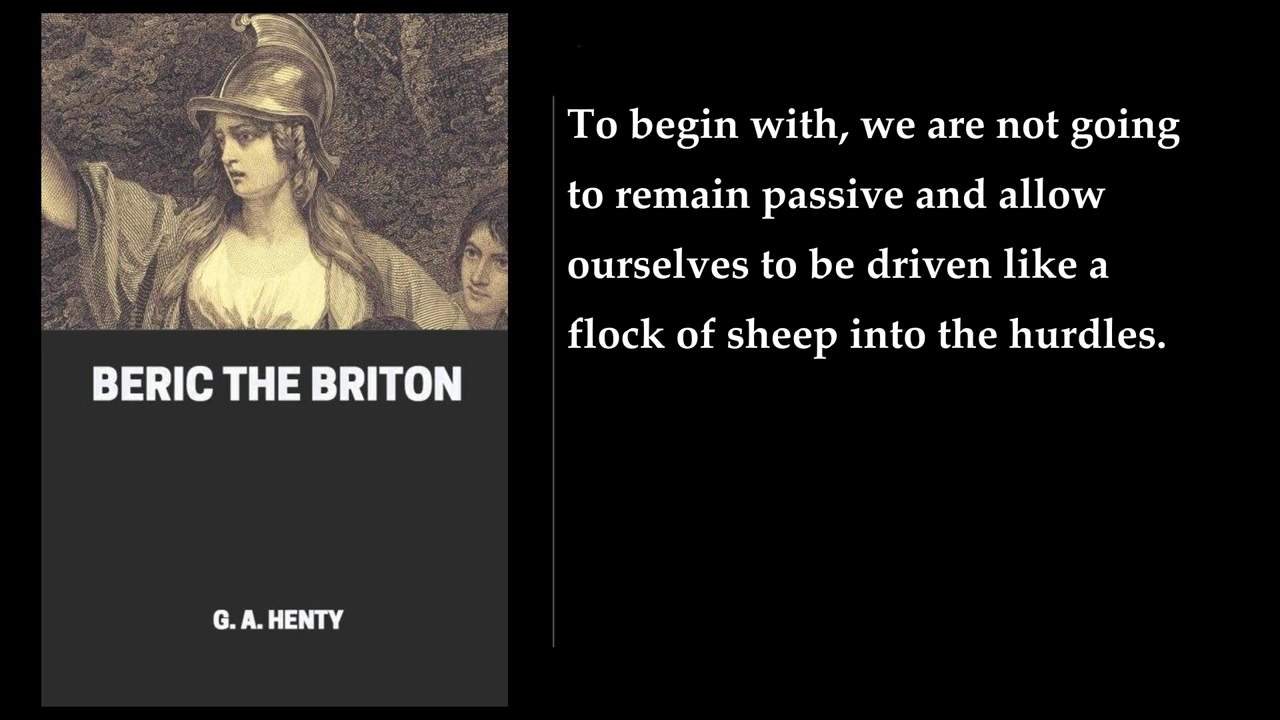 BERIC THE BRITON
G. A. HENTY
To begin with, we are not going
to remain passive and allow
ourselves to be driven like a
flock of sheep into the hurdles.